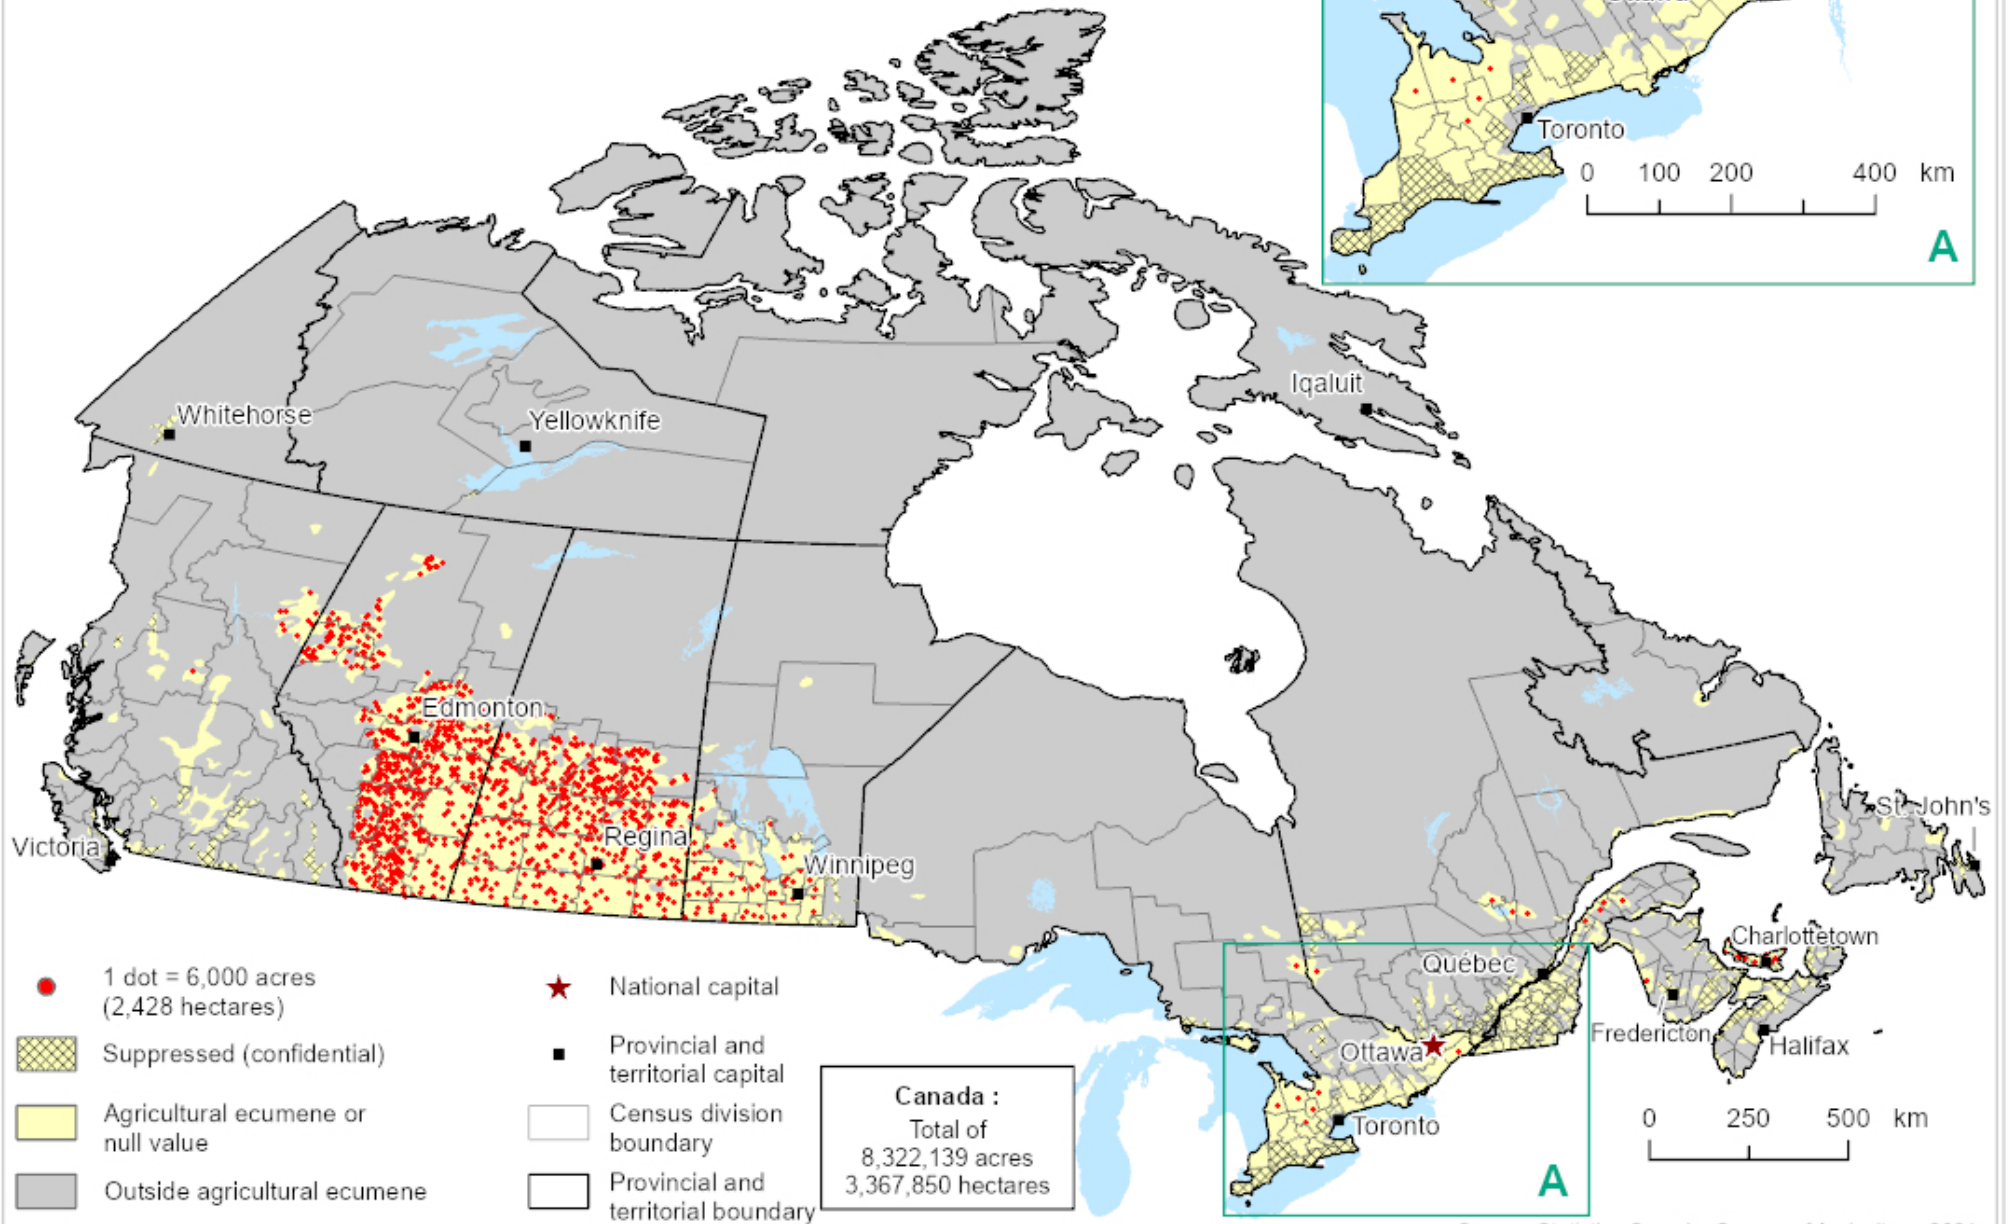 Toronto
0 100 200 400 km
A
Iqaluit
Whitehorse
Yellowknife
Edmonton
Regina
Victoria
Winnipeg
St. John's
Charlottetown
Québec
Fredericton
Halifax
Ottawa
Toronto
0 250 500 km
A
1 dot = 6,000 acres
(2,428 hectares)
Suppressed (confidential)
Agricultural ecumene or
null value
Outside agricultural ecumene
National capital
Provincial and
territorial capital
Census division
boundary
Provincial and
territorial boundary
Canada :
Total of
8,322,139 acres
3,367,850 hectares